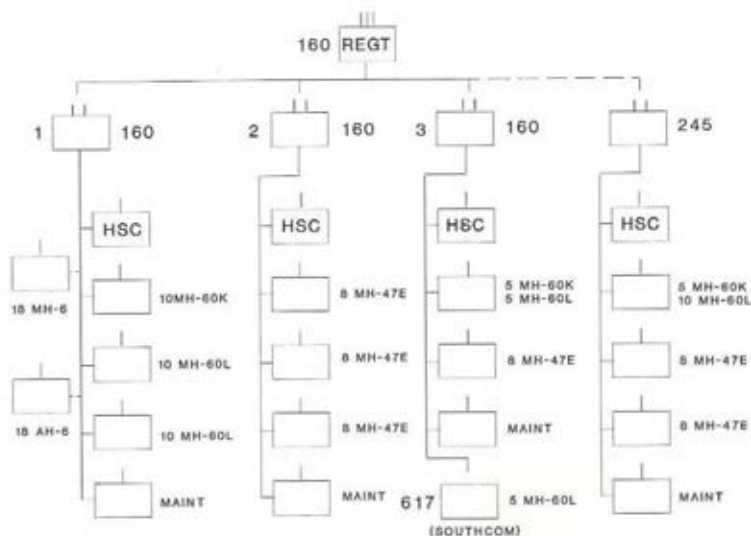 160 REGT
1 160
2 160
3 160
245
HSC
HSC
HSC
HSC
18 MH-6
10MH-60K
8 MH-47E
5 MH-60K
5 MH-60L
5 MH-60K
10 MH-60L
10 MH-60L
8 MH-47E
8 MH-47E
8 MH-47E
18 AH-6
10 MH-60L
8 MH-47E
MAINT
8 MH-47E
MAINT
MAINT
617
5 MH-60L
MAINT
(SOUTHCOM)